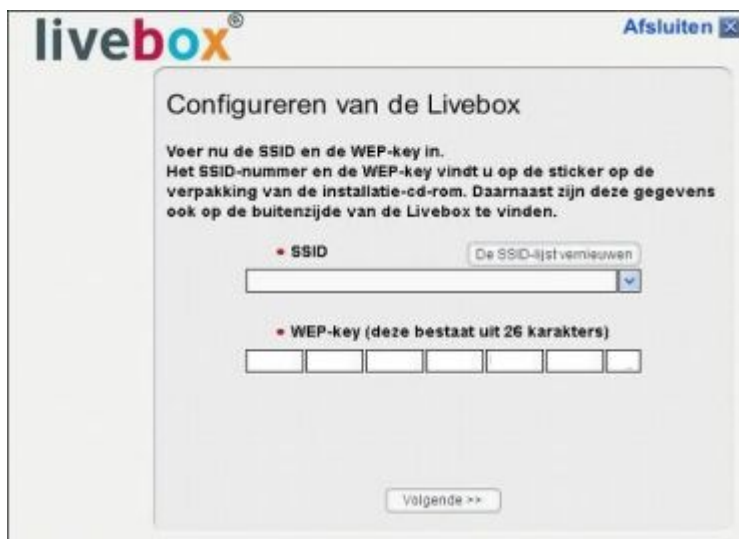 livebox®
Afsluiten
Configureren van de Livebox
Voer nu de SSID en de WEP-key in.
Het SSID-nummer en de WEP-key vindt u op de sticker op de
verpakking van de installatie-cd-rom. Daarnaast zijn deze gegevens
ook op de buitenzijde van de Livebox te vinden.
• SSID
De SSID-lijst vernieuwen
• WEP-key (deze bestaat uit 26 karakters)
Volgende >>